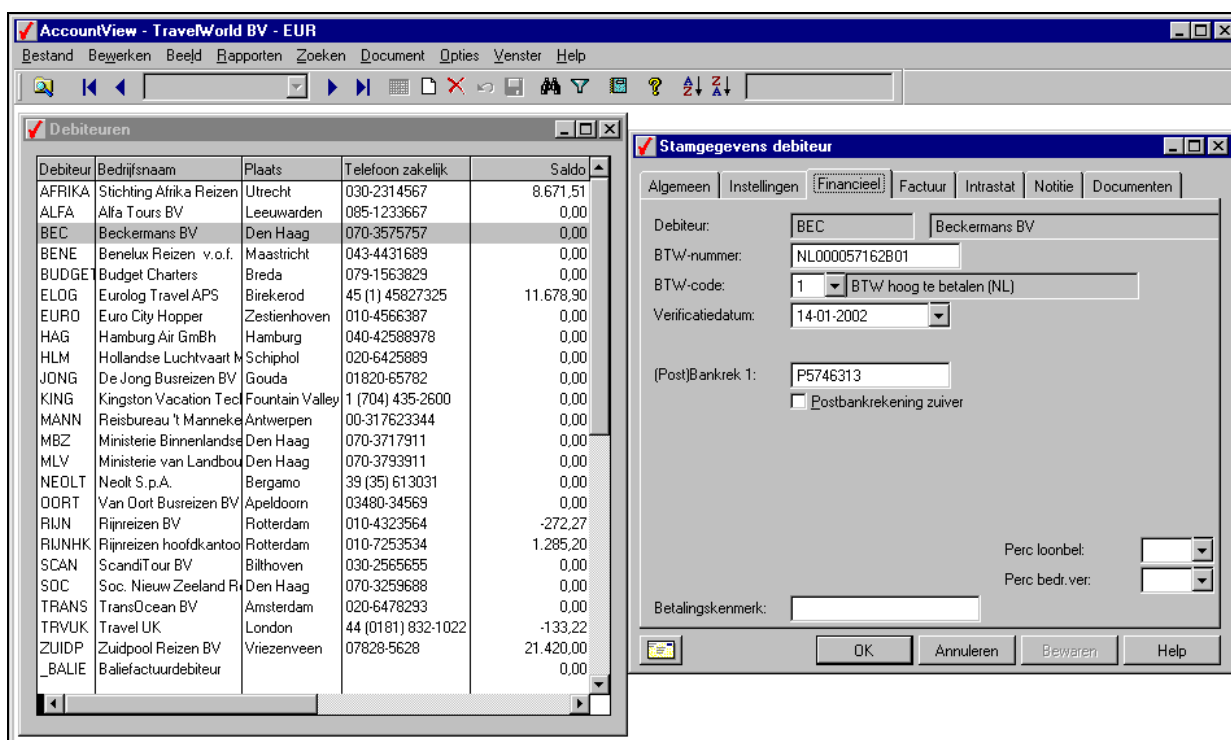 AccountView - TravelWorld BV - EUR
Bestand Bewerken Beeld Rapporten Zoeken Document Opties Venster Help
Debiteuren
Debiteur Bedrijfsnaam Plaats Telefoon zakelijk Saldo
AFRIKA Stichting Afrika Reizen Utrecht 030-2314567 8.671,51
ALFA Alfa Tours BV Leeuwarden 085-1233667 0,00
BEC Beckermans BV Den Haag 070-3575757 0,00
BENE Benelux Reizen v.o.f. Maastricht 043-4431689 0,00
BUDGET Budget Charters Breda 079-1563829 0,00
ELOG Eurolog Travel APS Birekerod 45 (1) 45827325 11.678,90
EURO Euro City Hopper Zestienhoven 010-4566387 0,00
HAG Hamburg Air GmBh Hamburg 040-42588978 0,00
HLM Hollandse Luchtvaart M Schiphol 020-6425889 0,00
JONG De Jong Busreizen BV Gouda 01820-65782 0,00
KING Kingston Vacation Tecl Fountain Valley 1 (704) 435-2600 0,00
MANN Reisbureau 't Manneke Antwerpen 00-317623344 0,00
MBZ Ministerie Binnenlandse Den Haag 070-3717911 0,00
MLV Ministerie van Landbou Den Haag 070-3793911 0,00
NEOLT Neolt S.p.A. Bergamo 39 (35) 613031 0,00
OORT Van Oort Busreizen BV Apeldoorn 03480-34569 0,00
RIJN Rijnreizen BV Rotterdam 010-4323564 -272,27
RIJNHK Rijnreizen hoofdkantoo Rotterdam 010-7253534 1.285,20
SCAN ScandiTour BV Bilthoven 030-2565655 0,00
SOC Soc. Nieuw Zeeland R Den Haag 070-3259688 0,00
TRANS TransOcean BV Amsterdam 020-6478293 0,00
TRVUK Travel UK London 44 (0181) 832-1022 -133,22
ZUIDP Zuidpool Reizen BV Vriezenveen 07828-5628 21.420,00
_BALIE Baliefactuurdebiteur 0,00
Stamgegevens debiteur
Algemeen Instellingen Financieel Factuur Intrastat Notitie Documenten
Debiteur: BEC Beckermans BV
BTW-nummer: NL000057162B01
BTW-code: 1 BTW hoog te betalen (NL)
Verificatiedatum: 14-01-2002
(Post)Bankrek 1: P5746313
Postbankrekening zuiver
Perc loonbel:
Perc bedr.ver:
Betalingskenmerk:
OK Annuleren Bewaren Help